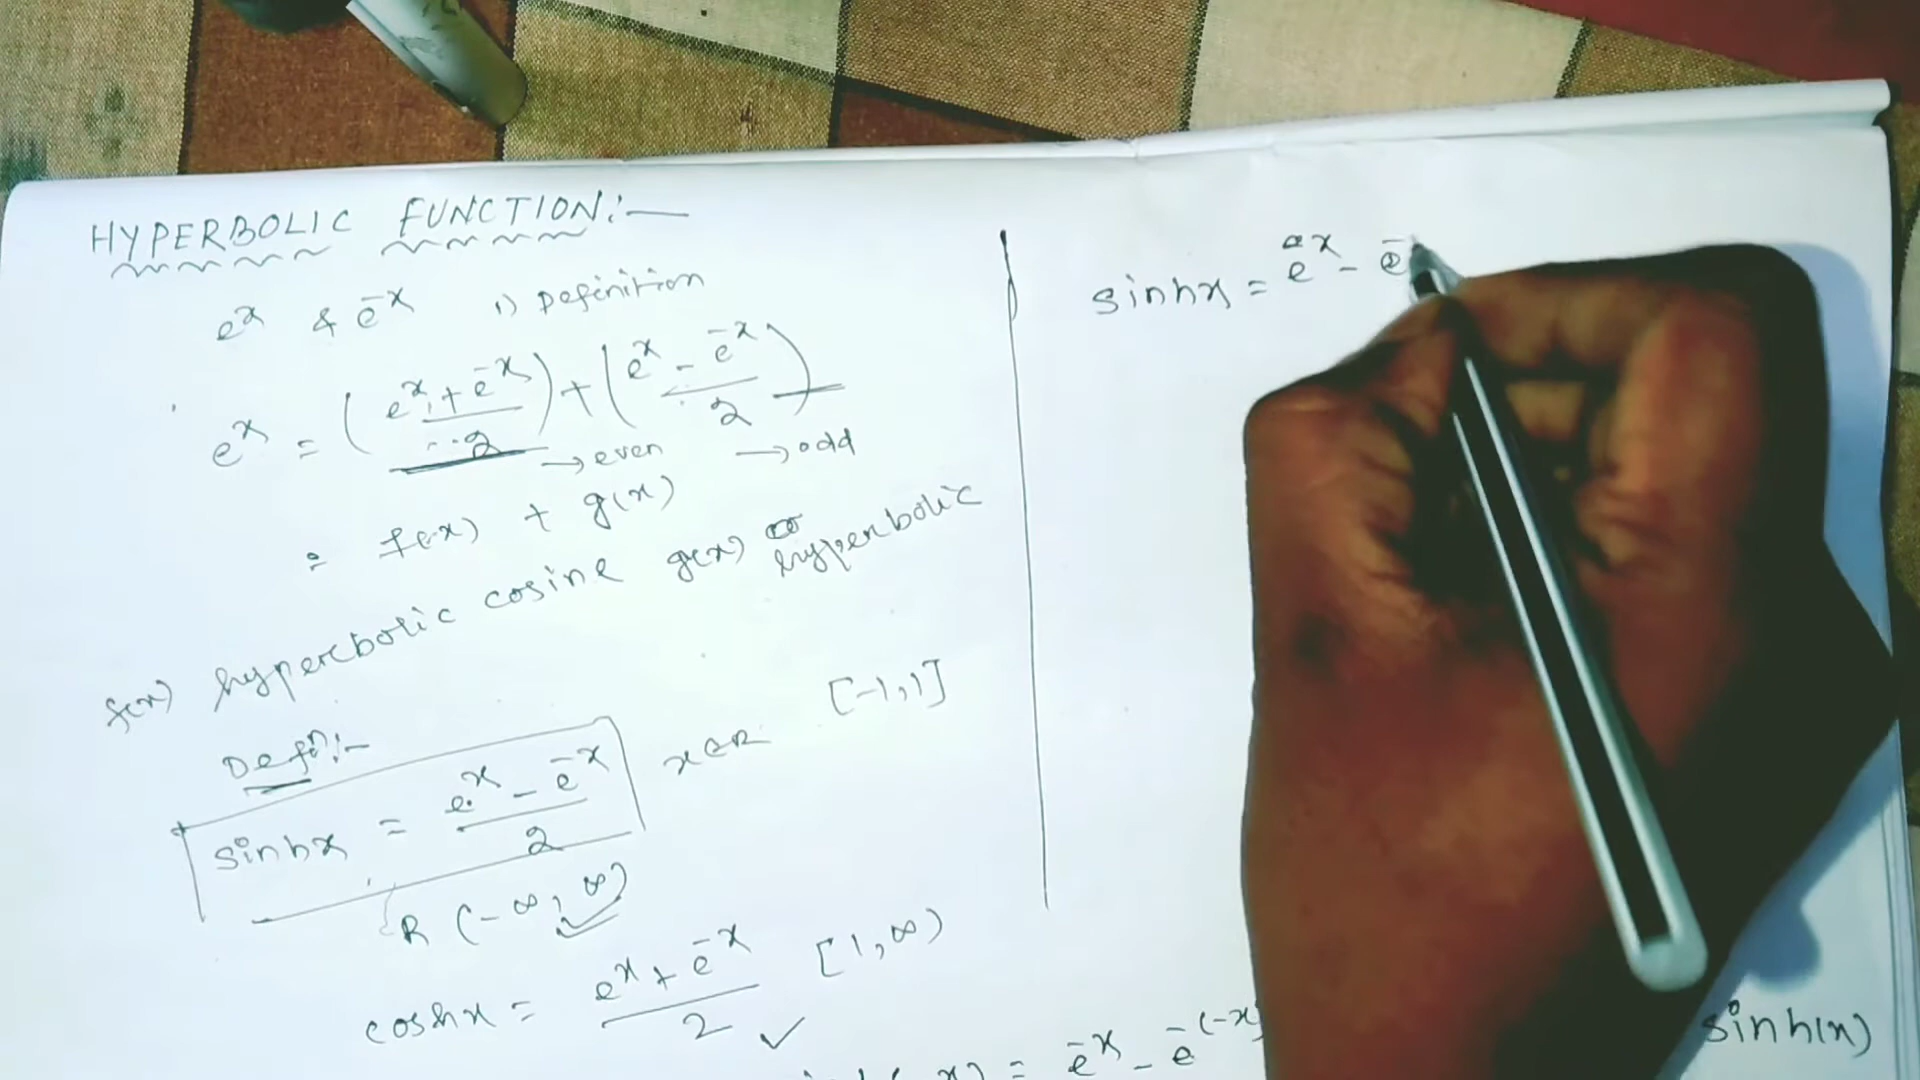 HYPERBOLIC FUNCTION:—
e^x & e^-x 1) Definition
e^x = ( (e^x + e^-x) / 2 ) + ( (e^x - e^-x) / 2 )
→ even → odd
= f(x) + g(x)
f(x) hyperbolic cosine g(x) hyperbolic
Defn:-
sinhx = (e^x - e^-x) / 2 x∈R [-1,1]
R (-∞, ∞)
coshx = (e^x + e^-x) / 2 [1, ∞) ✓
x) = e^-x - e^-(-x) sinh(x)
sinhx = e^x - e^-